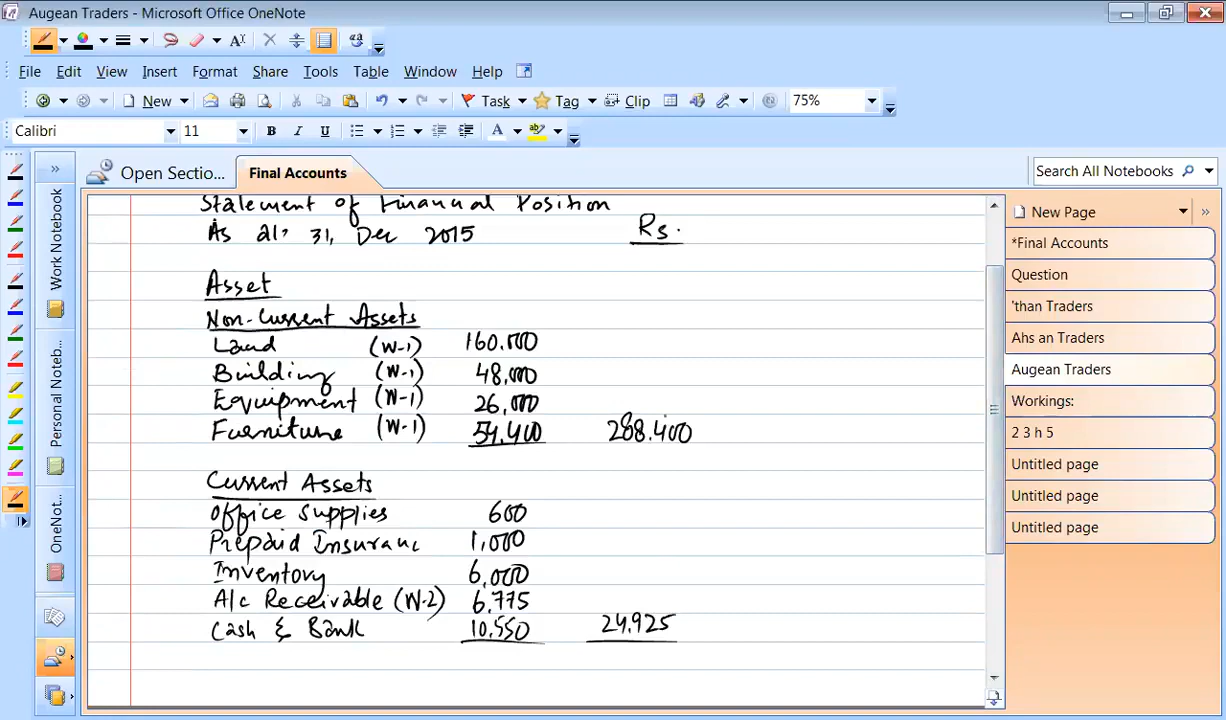 Augean Traders - Microsoft Office OneNote
File Edit View Insert Format Share Tools Table Window Help
New Task Tag Clip 75%
Calibri 11 B I U A
Open Sectio... Final Accounts
Search All Notebooks
Work Notebook
Personal Noteb...
OneNot...
Statement of Financial Position
As at 31, Dec 2015 Rs.
Asset
Non-Current Assets
Land (W-1) 160.000
Building (W-1) 48,000
Equipment (W-1) 26,000
Furniture (W-1) 54,400 288.400
Current Assets
Office Supplies 600
Prepaid Insuranc 1,000
Inventory 6,000
A/c Receivable (W-2) 6,775
Cash & Bank 10,550 24,925
New Page
*Final Accounts
Question
'than Traders
Ahs an Traders
Augean Traders
Workings:
2 3 h 5
Untitled page
Untitled page
Untitled page